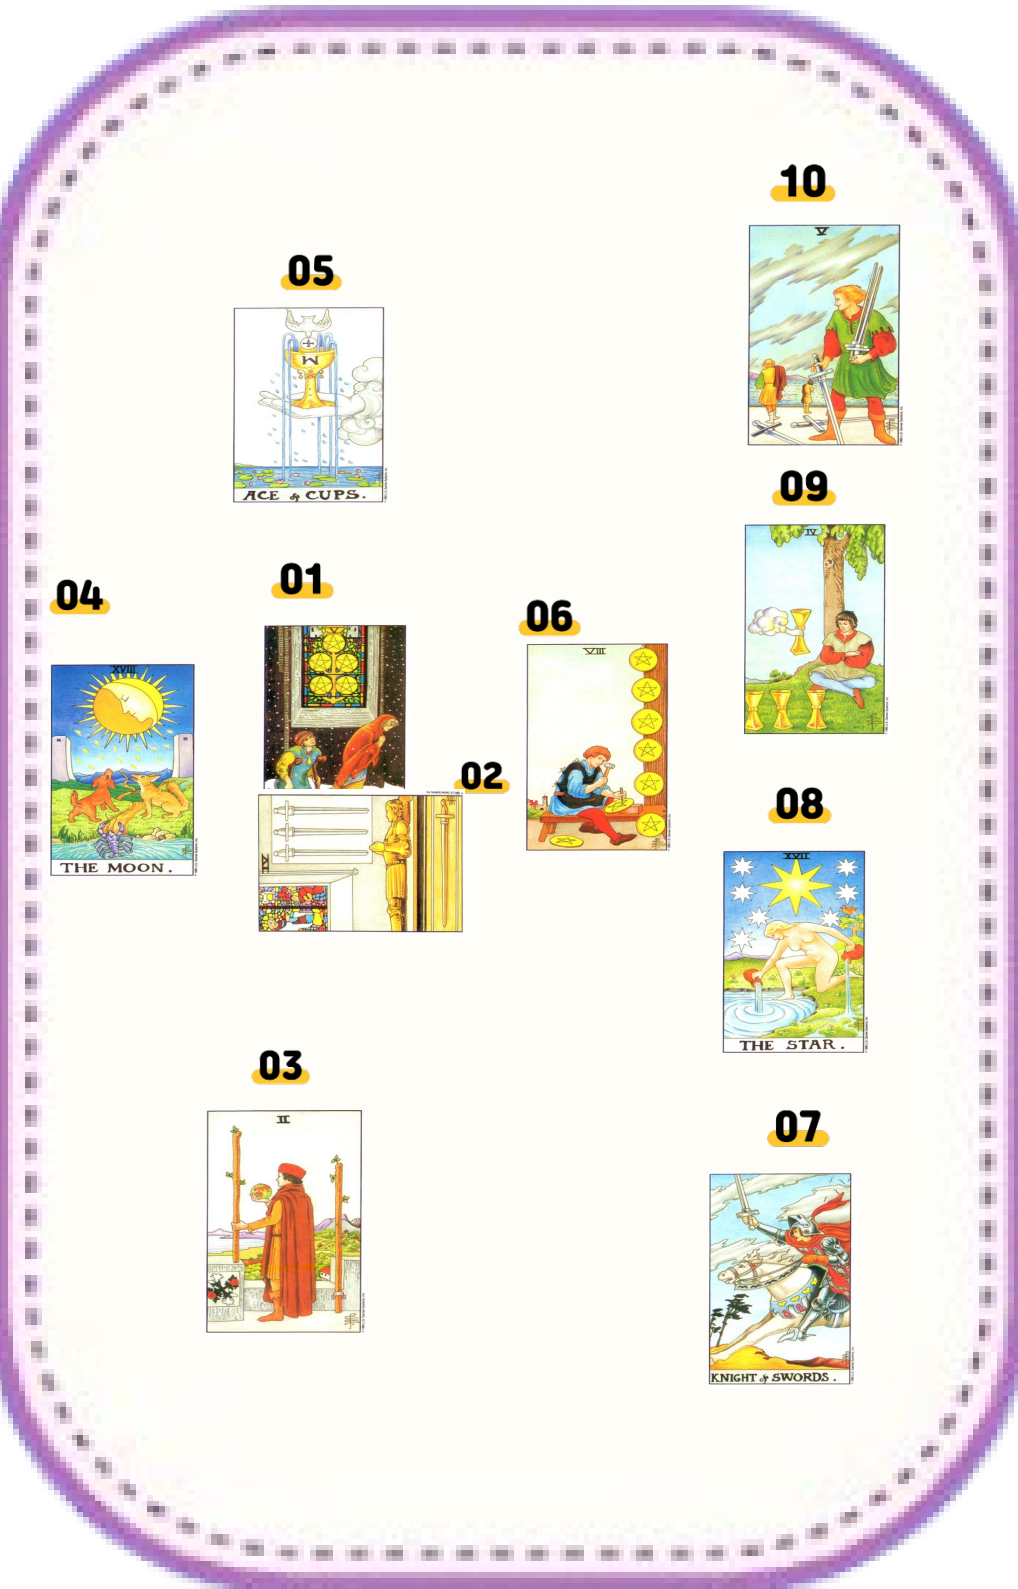 10
V
05
ACE of CUPS.
09
IV
01
04
06
XVIII
VIII
02
THE MOON.
IV
08
XVII
THE STAR.
03
II
07
KNIGHT of SWORDS.